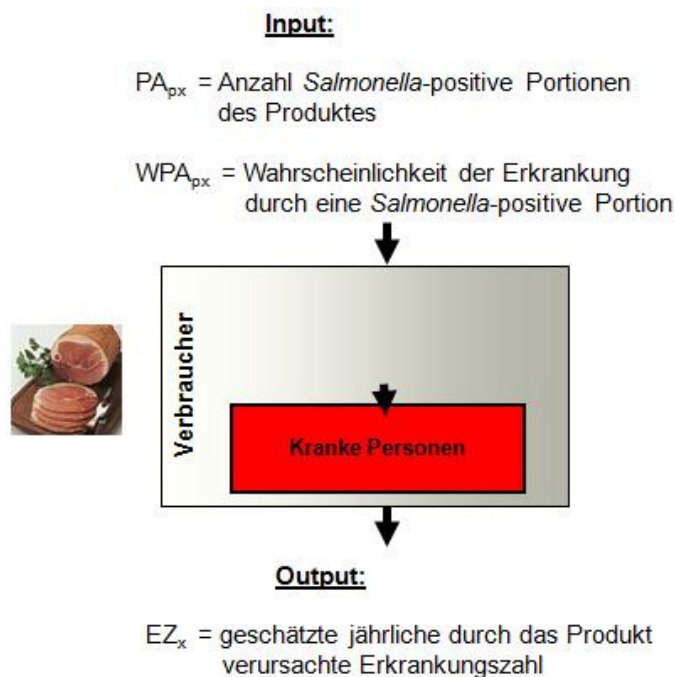 Input:
PApx = Anzahl Salmonella-positive Portionen
des Produktes
WPApx = Wahrscheinlichkeit der Erkrankung
durch eine Salmonella-positive Portion
Verbraucher
Kranke Personen
Output:
EZx = geschätzte jährliche durch das Produkt
verursachte Erkrankungszahl